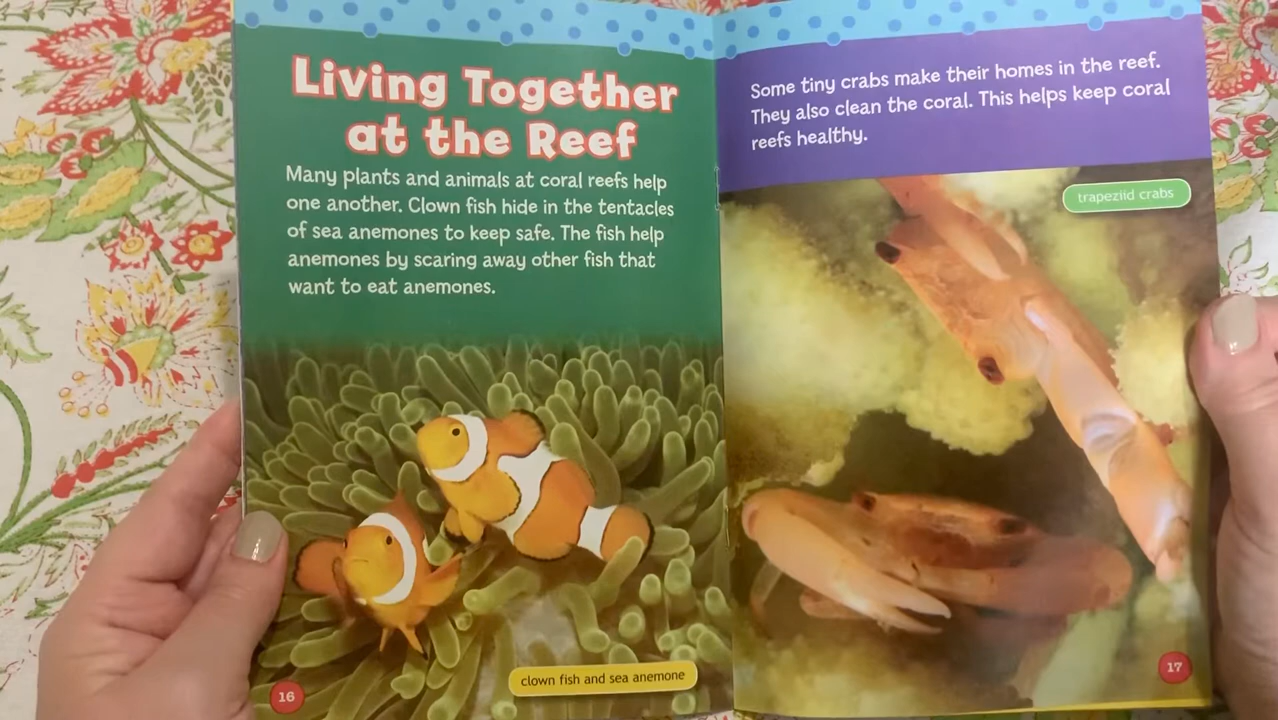 Living Together
at the Reef
Many plants and animals at coral reefs help
one another. Clown fish hide in the tentacles
of sea anemones to keep safe. The fish help
anemones by scaring away other fish that
want to eat anemones.
clown fish and sea anemone
16
Some tiny crabs make their homes in the reef.
They also clean the coral. This helps keep coral
reefs healthy.
trapeziid crabs
17